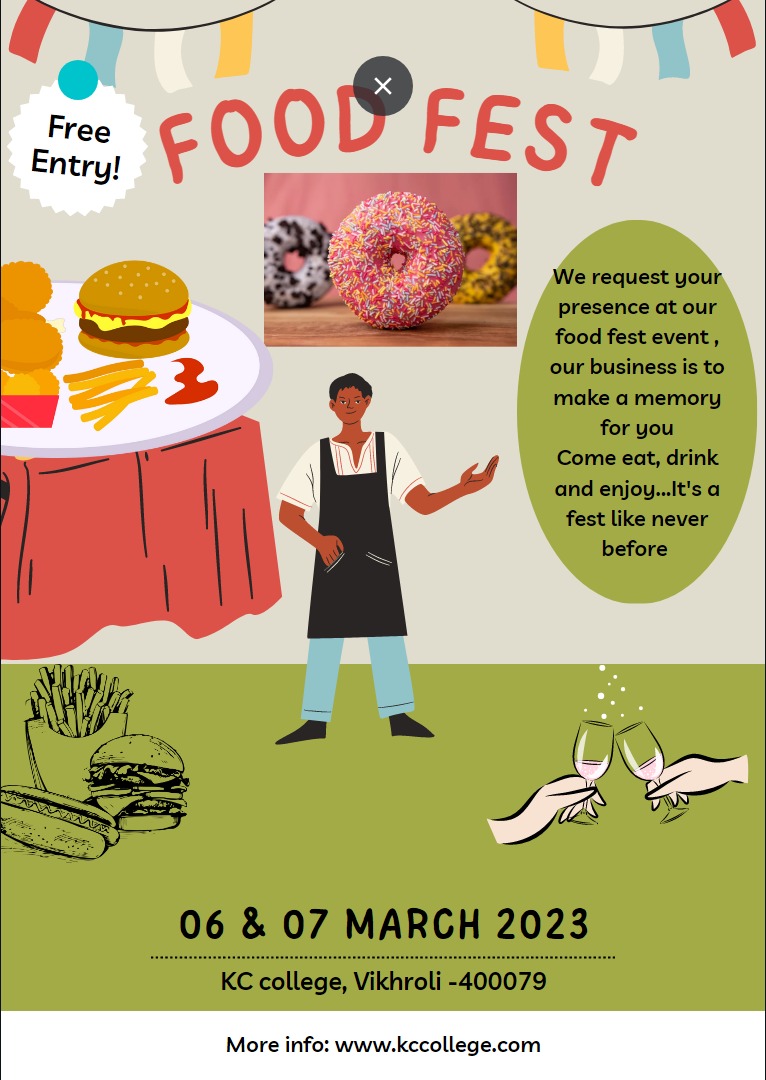 FOOD FEST
Free
Entry!
We request your
presence at our
food fest event ,
our business is to
make a memory
for you
Come eat, drink
and enjoy...It's a
fest like never
before
06 & 07 MARCH 2023
KC college, Vikhroli -400079
More info: www.kccollege.com